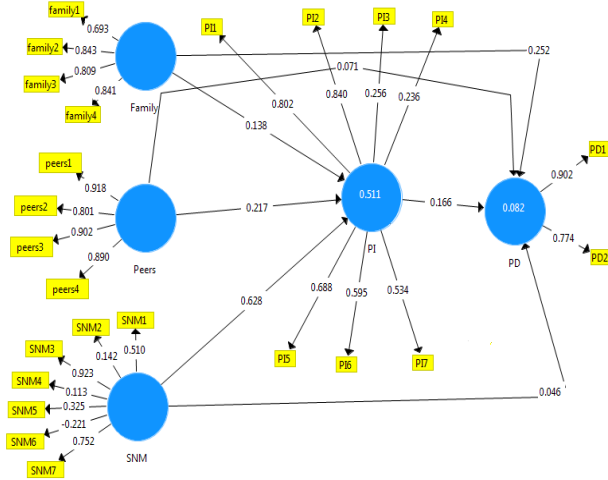 family1
0.693
family2
0.843
family3
0.809
0.841
family4
Family
PI1
PI2
PI3
PI4
0.252
0.071
0.802
0.840
0.256
0.236
0.138
peers1
0.918
peers2
0.801
peers3
0.902
0.890
peers4
Peers
0.217
0.511
PI
0.166
0.082
PD
PD1
0.902
0.774
PD2
0.628
0.688
0.595
0.534
PI5
PI6
PI7
SNM1
SNM2
SNM3
0.510
0.142
0.923
SNM4
0.113
SNM5
0.325
-0.221
SNM6
0.752
SNM7
SNM
0.046